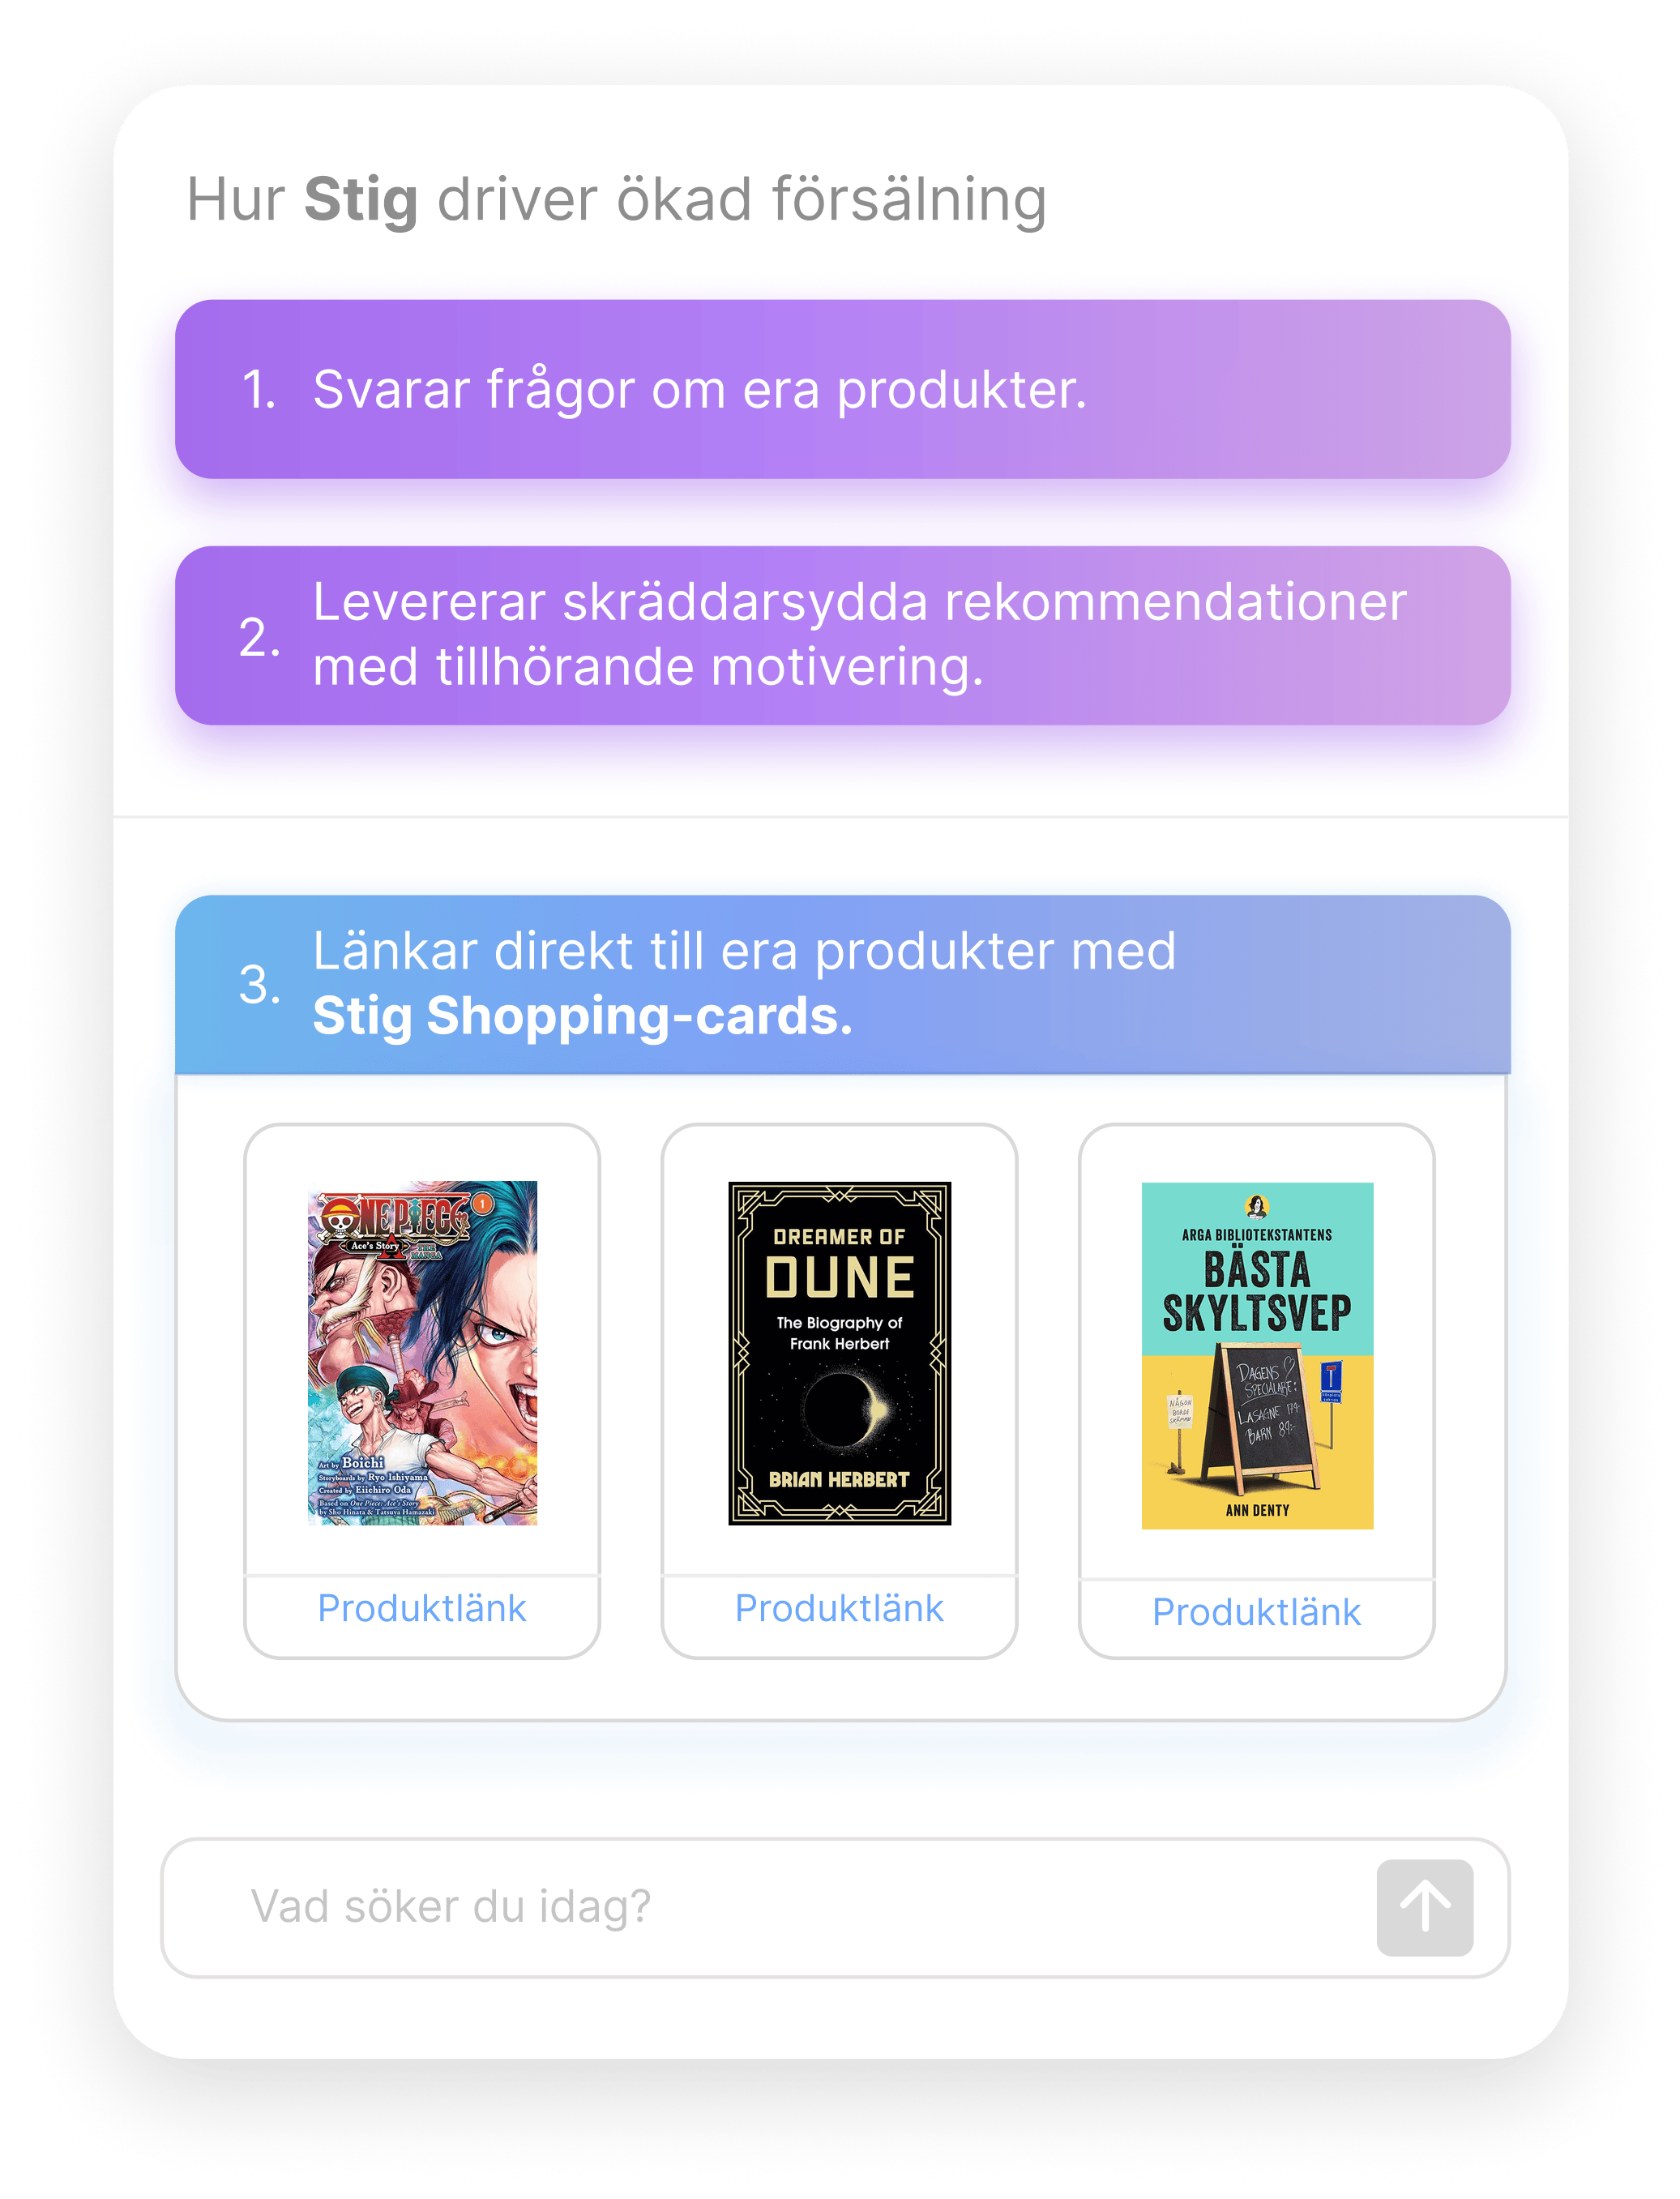 Hur Stig driver ökad försälning
1. Svarar frågor om era produkter.
2. Levererar skräddarsydda rekommendationer
med tillhörande motivering.
3. Länkar direkt till era produkter med
Stig Shopping-cards.
ONE PIECE
1
Ace's Story
THE MANGA
Art by Boichi
Storyboards by Ryo Ishiyama
Created by Eiichiro Oda
Based on One Piece: Ace's Story
by Sho Hinata & Tatsuya Hamazaki
Produktlänk
DREAMER OF
DUNE
The Biography of
Frank Herbert
BRIAN HERBERT
Produktlänk
ARGA BIBLIOTEKSTANTENS
BÄSTA
SKYLTSVEP
DAGENS
LASAGNE
BARN 89:-
NÅGON
BORDE
ANN DENTY
Produktlänk
Vad söker du idag?